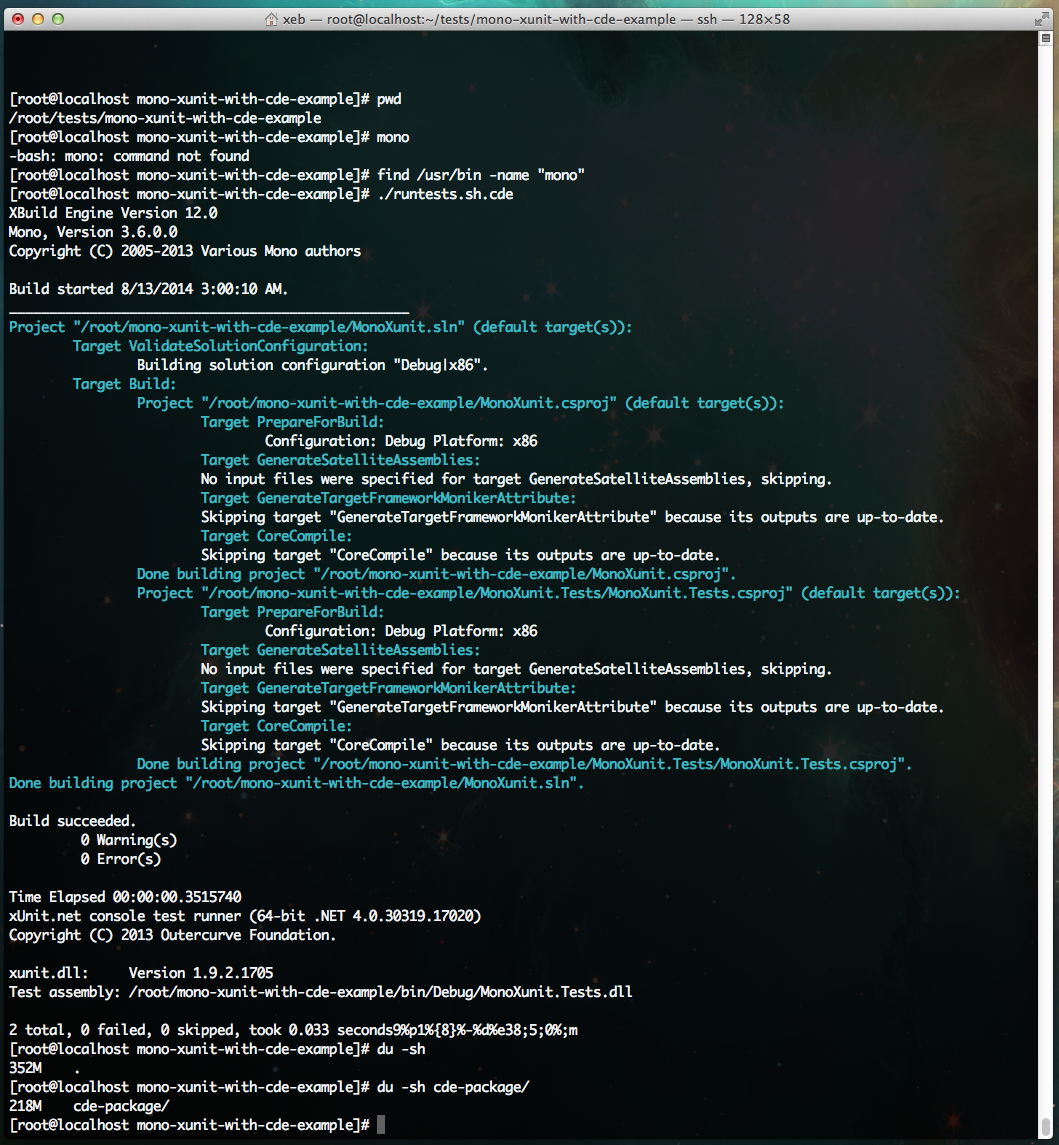 xeb — root@localhost:~/tests/mono-xunit-with-cde-example — ssh — 128×58
[root@localhost mono-xunit-with-cde-example]# pwd
/root/tests/mono-xunit-with-cde-example
[root@localhost mono-xunit-with-cde-example]# mono
-bash: mono: command not found
[root@localhost mono-xunit-with-cde-example]# find /usr/bin -name "mono"
[root@localhost mono-xunit-with-cde-example]# ./runtests.sh.cde
XBuild Engine Version 12.0
Mono, Version 3.6.0.0
Copyright (C) 2005-2013 Various Mono authors
Build started 8/13/2014 3:00:10 AM.
__________________________________________________
Project "/root/mono-xunit-with-cde-example/MonoXunit.sln" (default target(s)):
Target ValidateSolutionConfiguration:
Building solution configuration "Debug|x86".
Target Build:
Project "/root/mono-xunit-with-cde-example/MonoXunit.csproj" (default target(s)):
Target PrepareForBuild:
Configuration: Debug Platform: x86
Target GenerateSatelliteAssemblies:
No input files were specified for target GenerateSatelliteAssemblies, skipping.
Target GenerateTargetFrameworkMonikerAttribute:
Skipping target "GenerateTargetFrameworkMonikerAttribute" because its outputs are up-to-date.
Target CoreCompile:
Skipping target "CoreCompile" because its outputs are up-to-date.
Done building project "/root/mono-xunit-with-cde-example/MonoXunit.csproj".
Project "/root/mono-xunit-with-cde-example/MonoXunit.Tests/MonoXunit.Tests.csproj" (default target(s)):
Target PrepareForBuild:
Configuration: Debug Platform: x86
Target GenerateSatelliteAssemblies:
No input files were specified for target GenerateSatelliteAssemblies, skipping.
Target GenerateTargetFrameworkMonikerAttribute:
Skipping target "GenerateTargetFrameworkMonikerAttribute" because its outputs are up-to-date.
Target CoreCompile:
Skipping target "CoreCompile" because its outputs are up-to-date.
Done building project "/root/mono-xunit-with-cde-example/MonoXunit.Tests/MonoXunit.Tests.csproj".
Done building project "/root/mono-xunit-with-cde-example/MonoXunit.sln".
Build succeeded.
0 Warning(s)
0 Error(s)
Time Elapsed 00:00:00.3515740
xUnit.net console test runner (64-bit .NET 4.0.30319.17020)
Copyright (C) 2013 Outercurve Foundation.
xunit.dll:     Version 1.9.2.1705
Test assembly: /root/mono-xunit-with-cde-example/bin/Debug/MonoXunit.Tests.dll
2 total, 0 failed, 0 skipped, took 0.033 seconds9%p1%{8}%-%d%e38;5;0%;m
[root@localhost mono-xunit-with-cde-example]# du -sh
352M    .
[root@localhost mono-xunit-with-cde-example]# du -sh cde-package/
218M    cde-package/
[root@localhost mono-xunit-with-cde-example]#